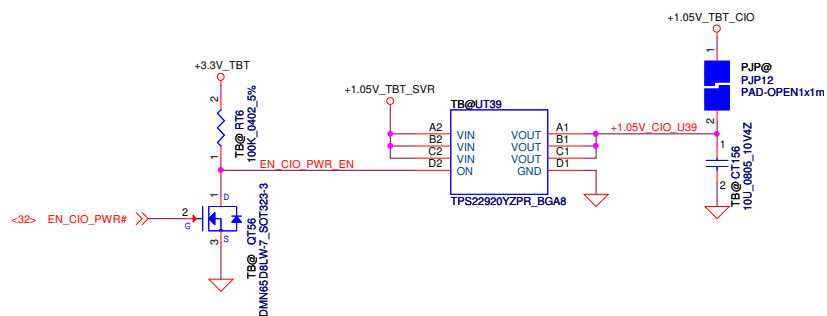 +1.05V_TBT_CIO
1
PJP@
PJP12
PAD-OPEN1x1m
2
+3.3V_TBT
2
TB@ RT6
100K_0402_5%
1
+1.05V_TBT_SVR
TB@ UT39
A2 VIN VOUT A1
B2 VIN VOUT B1
C2 VIN VOUT C1
D2 ON GND D1
TPS22920YZPR_BGA8
+1.05V_CIO_U39
EN_CIO_PWR_EN
1
2
TB@ CT156
10U_0805_10V4Z
<32> EN_CIO_PWR#
2
G
1
D
S
3
TB@ QT56
DMN65D8LW-7_SOT323-3